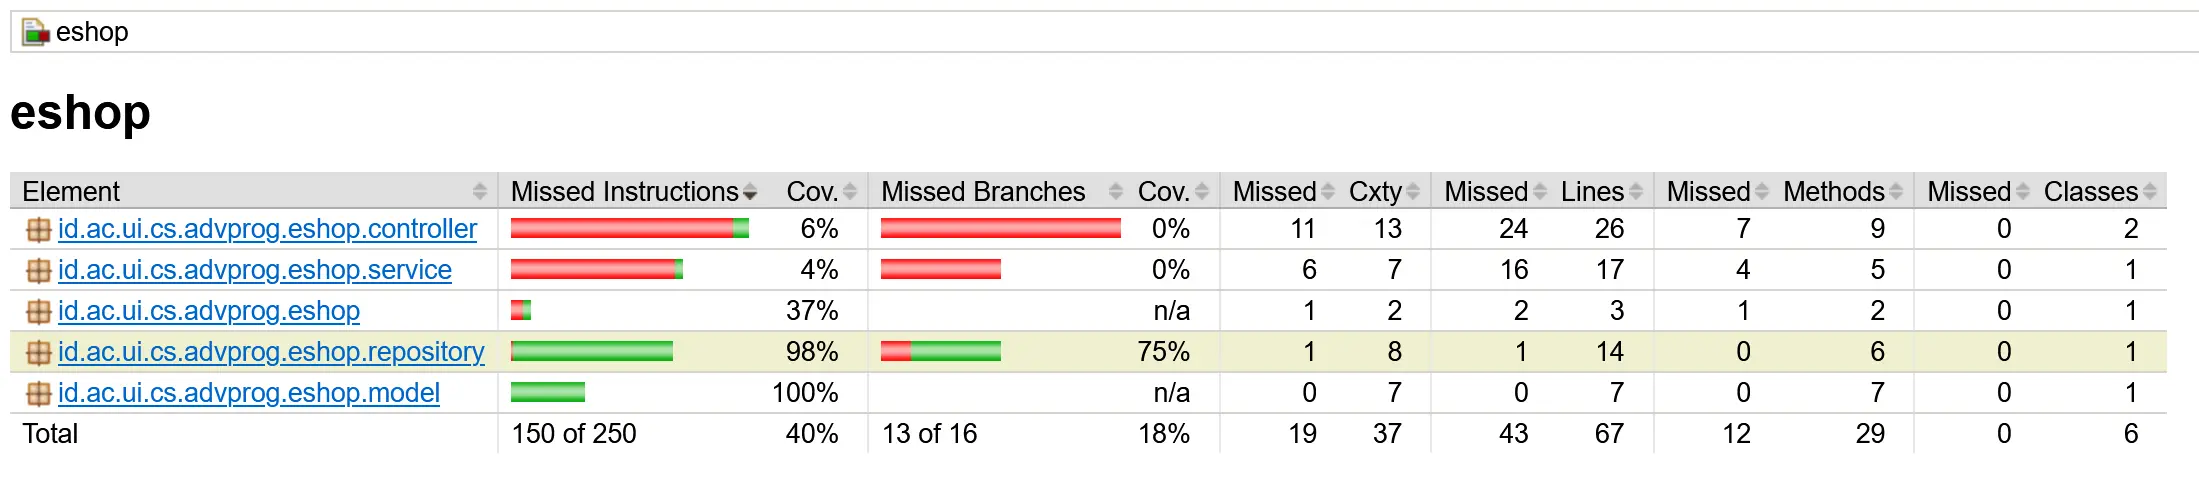 eshop
eshop
Element Missed Instructions Cov. Missed Branches Cov. Missed Cxty Missed Lines Missed Methods Missed Classes
id.ac.ui.cs.advprog.eshop.controller 6% 0% 11 13 24 26 7 9 0 2
id.ac.ui.cs.advprog.eshop.service 4% 0% 6 7 16 17 4 5 0 1
id.ac.ui.cs.advprog.eshop 37% n/a 1 2 2 3 1 2 0 1
id.ac.ui.cs.advprog.eshop.repository 98% 75% 1 8 1 14 0 6 0 1
id.ac.ui.cs.advprog.eshop.model 100% n/a 0 7 0 7 0 7 0 1
Total 150 of 250 40% 13 of 16 18% 19 37 43 67 12 29 0 6